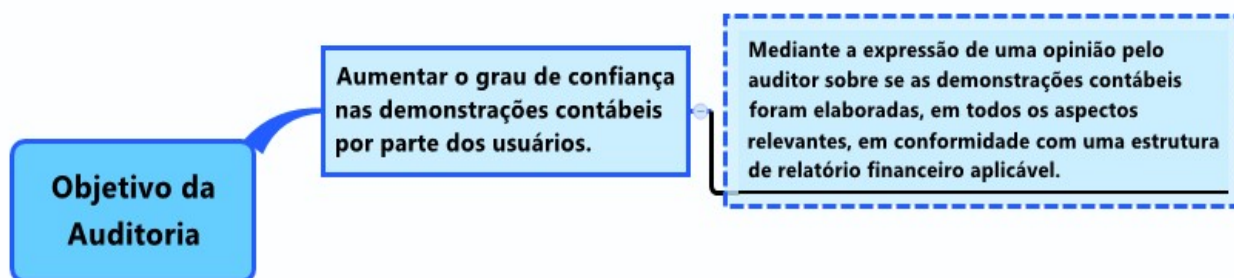 Objetivo da
Auditoria
Aumentar o grau de confiança
nas demonstrações contábeis
por parte dos usuários.
Mediante a expressão de uma opinião pelo
auditor sobre se as demonstrações contábeis
foram elaboradas, em todos os aspectos
relevantes, em conformidade com uma estrutura
de relatório financeiro aplicável.